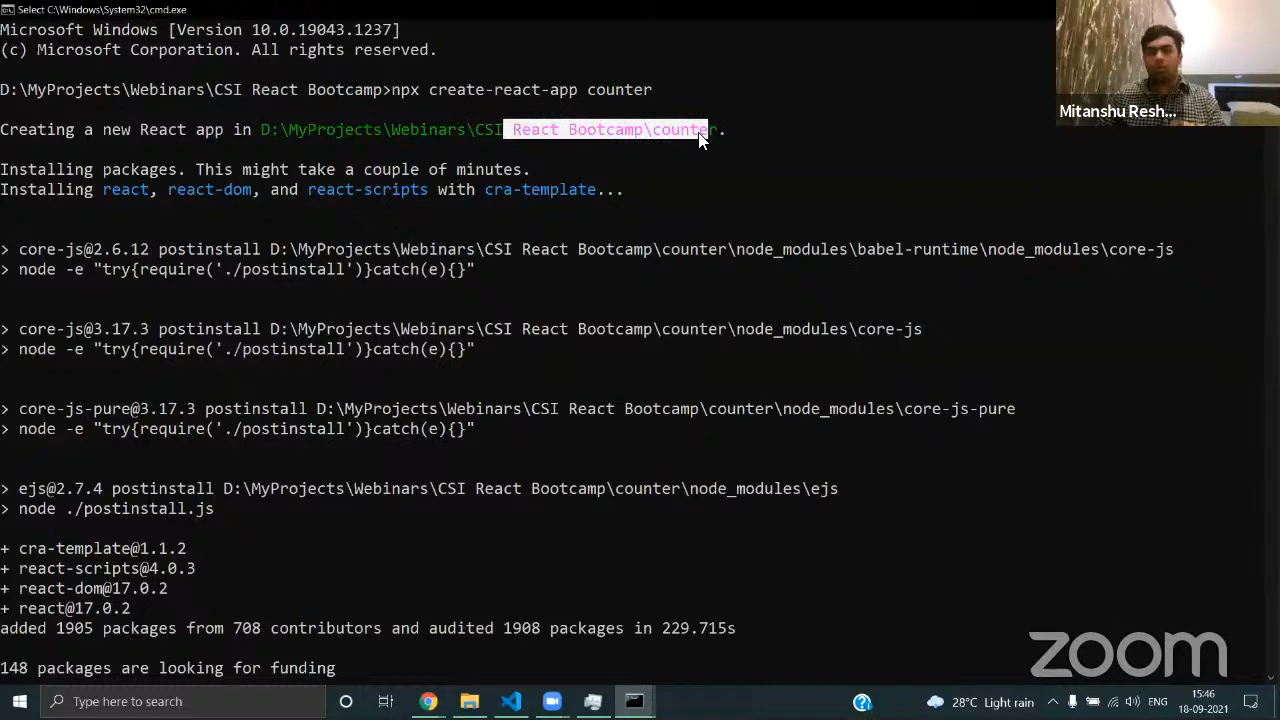 Select C:\Windows\System32\cmd.exe
Microsoft Windows [Version 10.0.19043.1237]
(c) Microsoft Corporation. All rights reserved.
D:\MyProjects\Webinars\CSI React Bootcamp>npx create-react-app counter
Mitanshu Resh...
Creating a new React app in D:\MyProjects\Webinars\CSI React Bootcamp\counter.
Installing packages. This might take a couple of minutes.
Installing react, react-dom, and react-scripts with cra-template...
> core-js@2.6.12 postinstall D:\MyProjects\Webinars\CSI React Bootcamp\counter\node_modules\babel-runtime\node_modules\core-js
> node -e "try{require('./postinstall')}catch(e){}"
> core-js@3.17.3 postinstall D:\MyProjects\Webinars\CSI React Bootcamp\counter\node_modules\core-js
> node -e "try{require('./postinstall')}catch(e){}"
> core-js-pure@3.17.3 postinstall D:\MyProjects\Webinars\CSI React Bootcamp\counter\node_modules\core-js-pure
> node -e "try{require('./postinstall')}catch(e){}"
> ejs@2.7.4 postinstall D:\MyProjects\Webinars\CSI React Bootcamp\counter\node_modules\ejs
> node ./postinstall.js
+ cra-template@1.1.2
+ react-scripts@4.0.3
+ react-dom@17.0.2
+ react@17.0.2
added 1905 packages from 708 contributors and audited 1908 packages in 229.715s
148 packages are looking for funding
zoom
Type here to search
28°C Light rain
ENG
15:46
18-09-2021